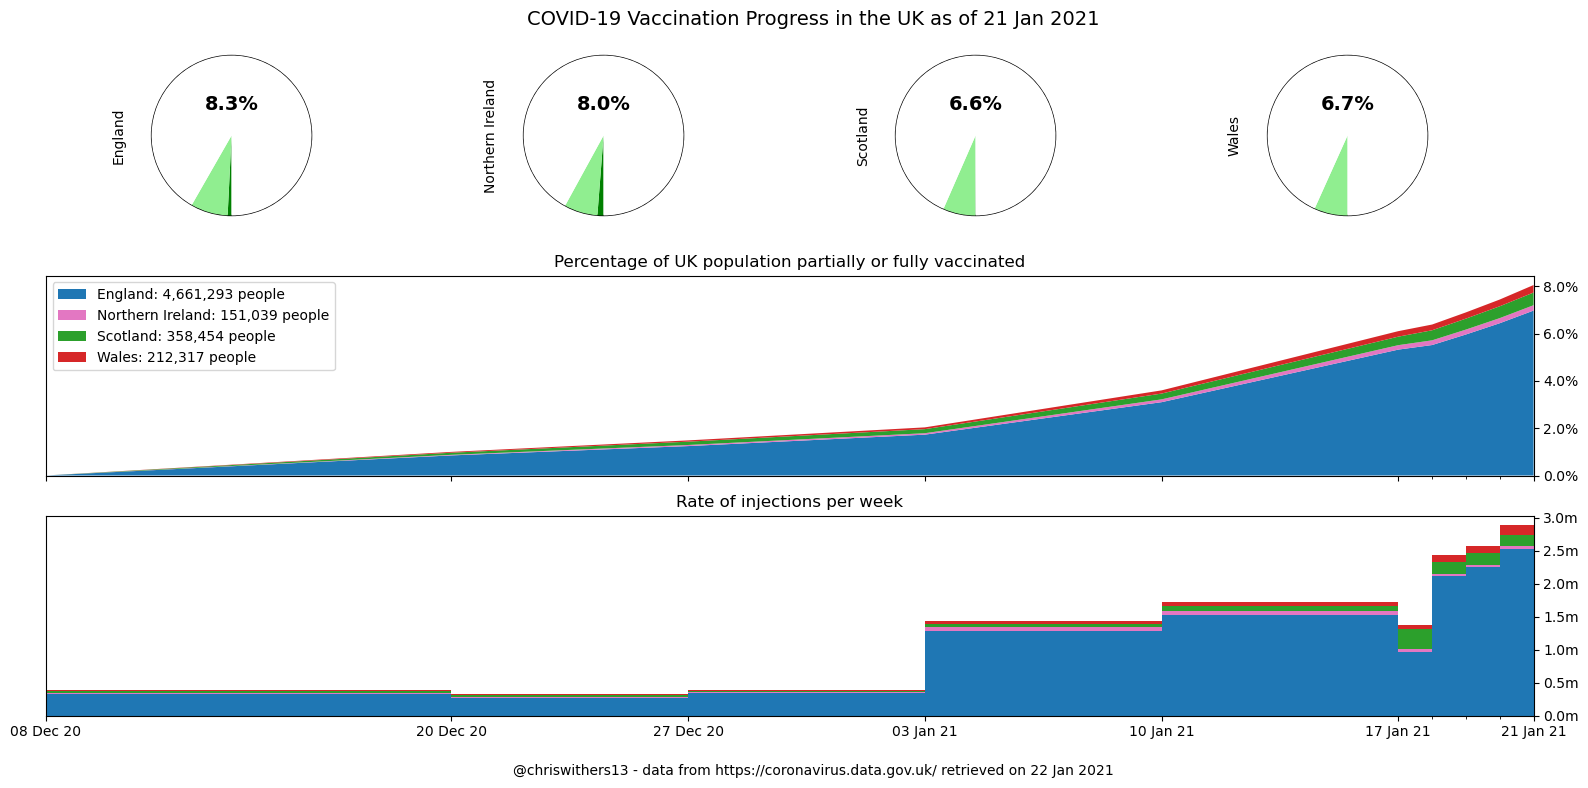 COVID-19 Vaccination Progress in the UK as of 21 Jan 2021
England
8.3%
Northern Ireland
8.0%
Scotland
6.6%
Wales
6.7%
Percentage of UK population partially or fully vaccinated
England: 4,661,293 people
Northern Ireland: 151,039 people
Scotland: 358,454 people
Wales: 212,317 people
8.0%
6.0%
4.0%
2.0%
0.0%
Rate of injections per week
3.0m
2.5m
2.0m
1.5m
1.0m
0.5m
0.0m
08 Dec 20 20 Dec 20 27 Dec 20 03 Jan 21 10 Jan 21 17 Jan 21 21 Jan 21
@chriswithers13 - data from https://coronavirus.data.gov.uk/ retrieved on 22 Jan 2021